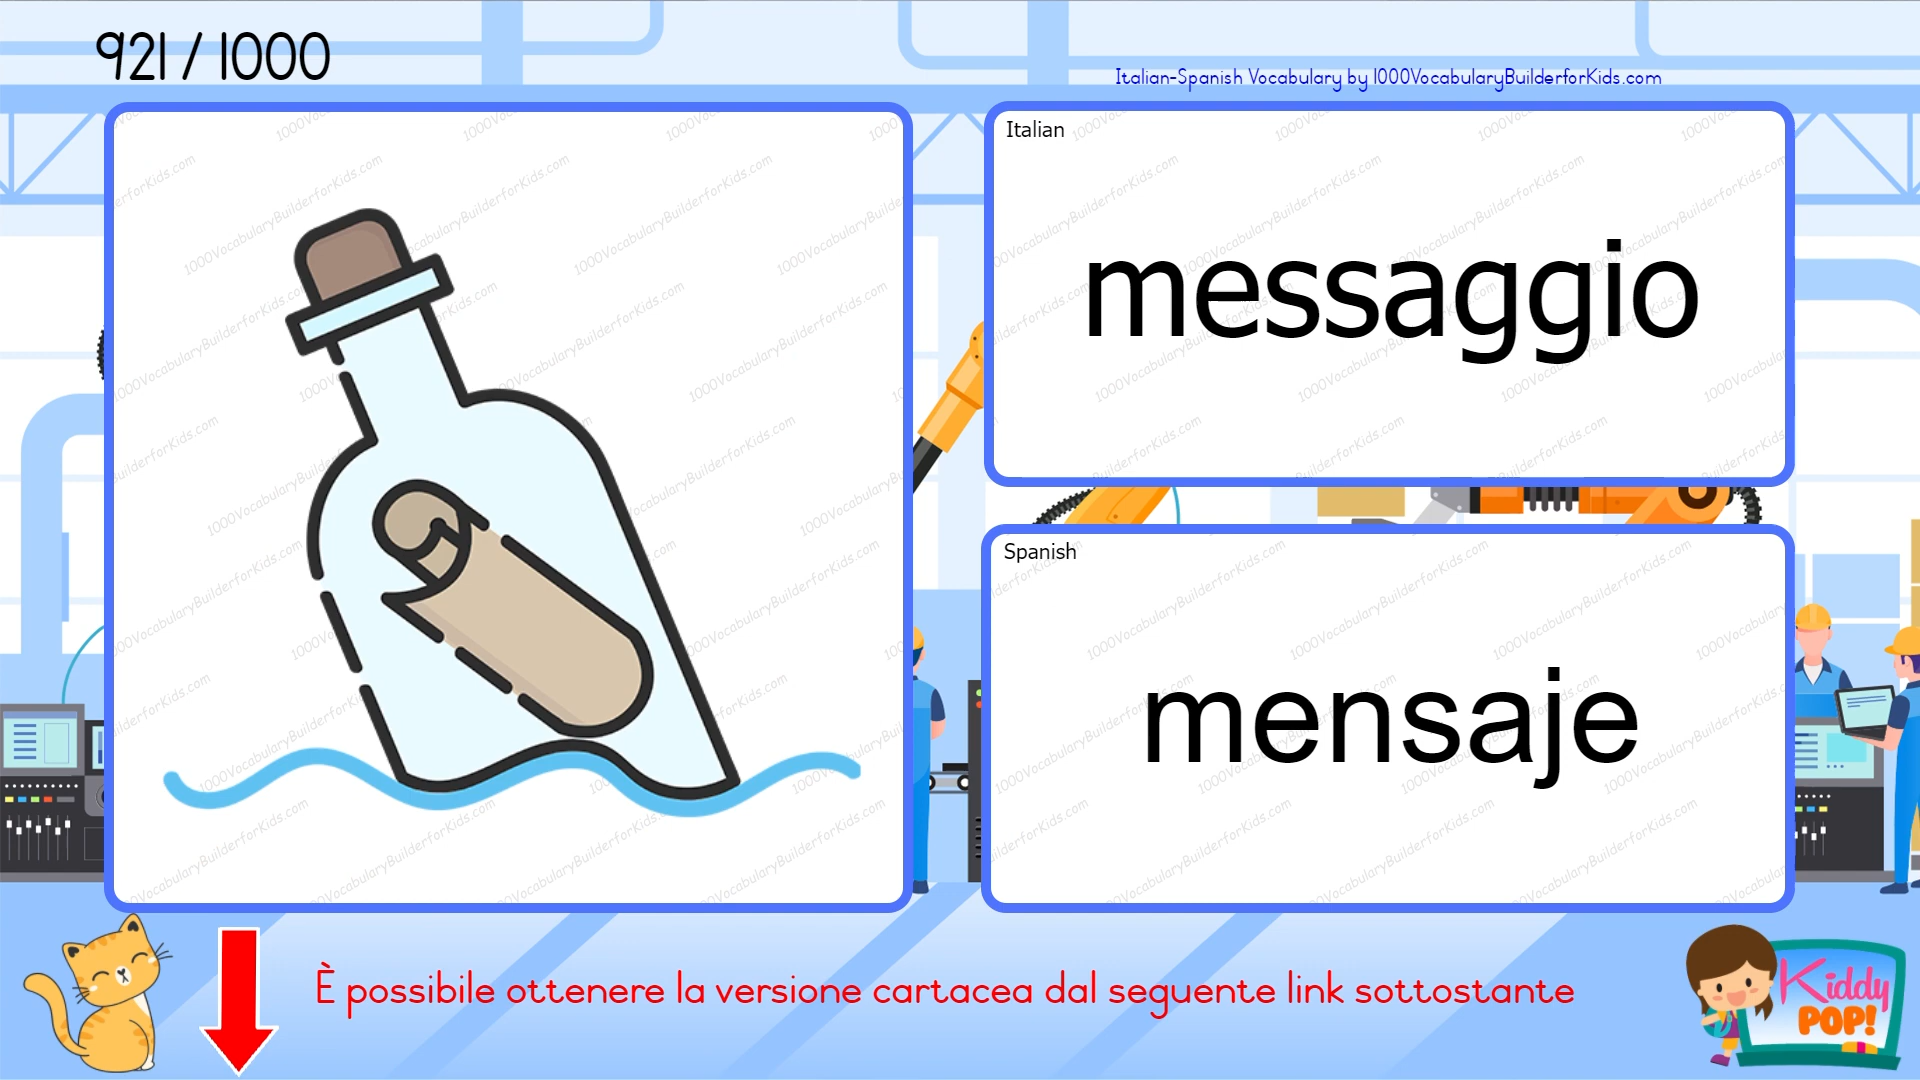 921 / 1000
Italian-Spanish Vocabulary by 1000VocabularyBuilderforKids.com
Italian
messaggio
Spanish
mensaje
È possibile ottenere la versione cartacea dal seguente link sottostante
Kiddy
POP!